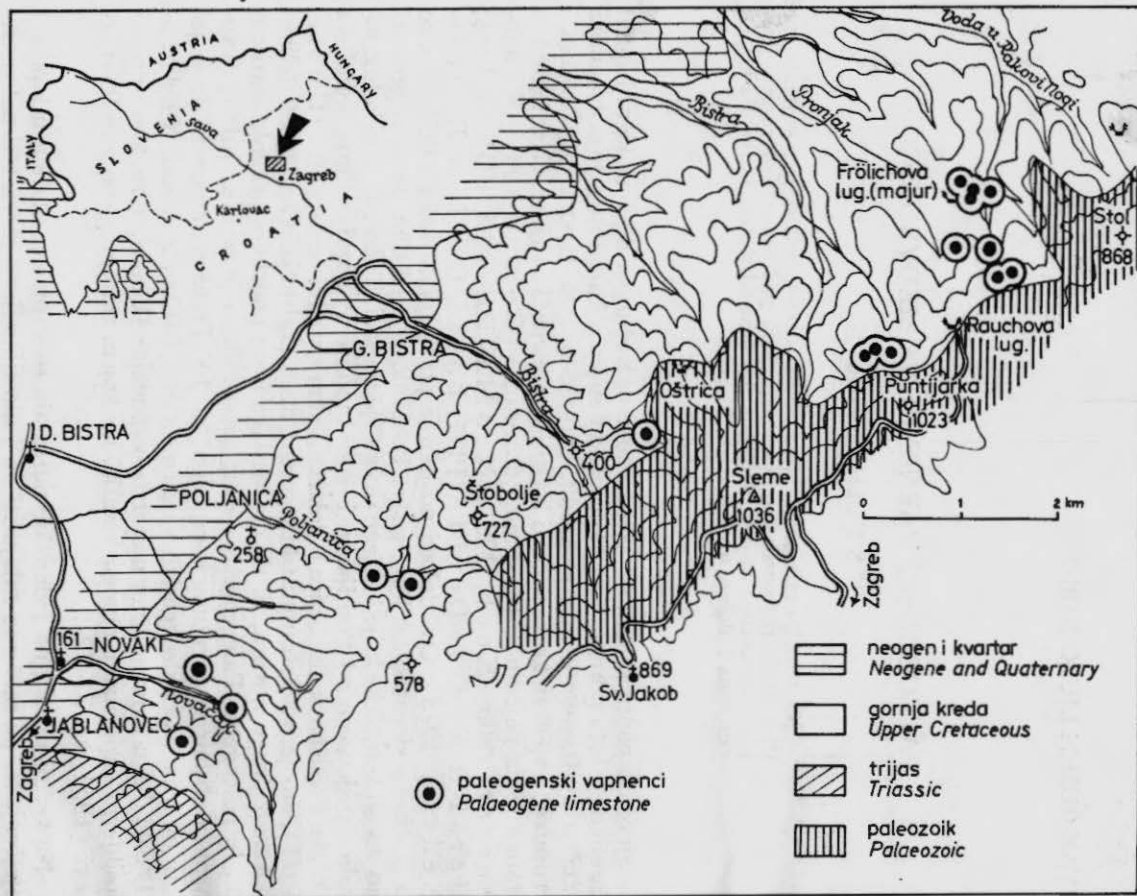 AUSTRIA
HUNGARY
ITALY
SLOVENIA
Sava
Zagreb
Karlovac
CROATIA
Voda u Rakovi Nogi
Pronjak
Bistra
Frölichova
lug.(majur)
Stol
868
Rauchova
lug.
Puntijarka
1023
Oštrica
G. BISTRA
Bistra
400
D. BISTRA
Sleme
1036
Štobolje
727
POLJANICA
Poljanica
258
0 1 2 km
Zagreb
161
NOVAKI
578
869
Sv. Jakob
JABLANOVEC
Zagreb
paleogenski vapnenci
Palaeogene limestone
neogen i kvartar
Neogene and Quaternary
gornja kreda
Upper Cretaceous
trijas
Triassic
paleozoik
Palaeozoic